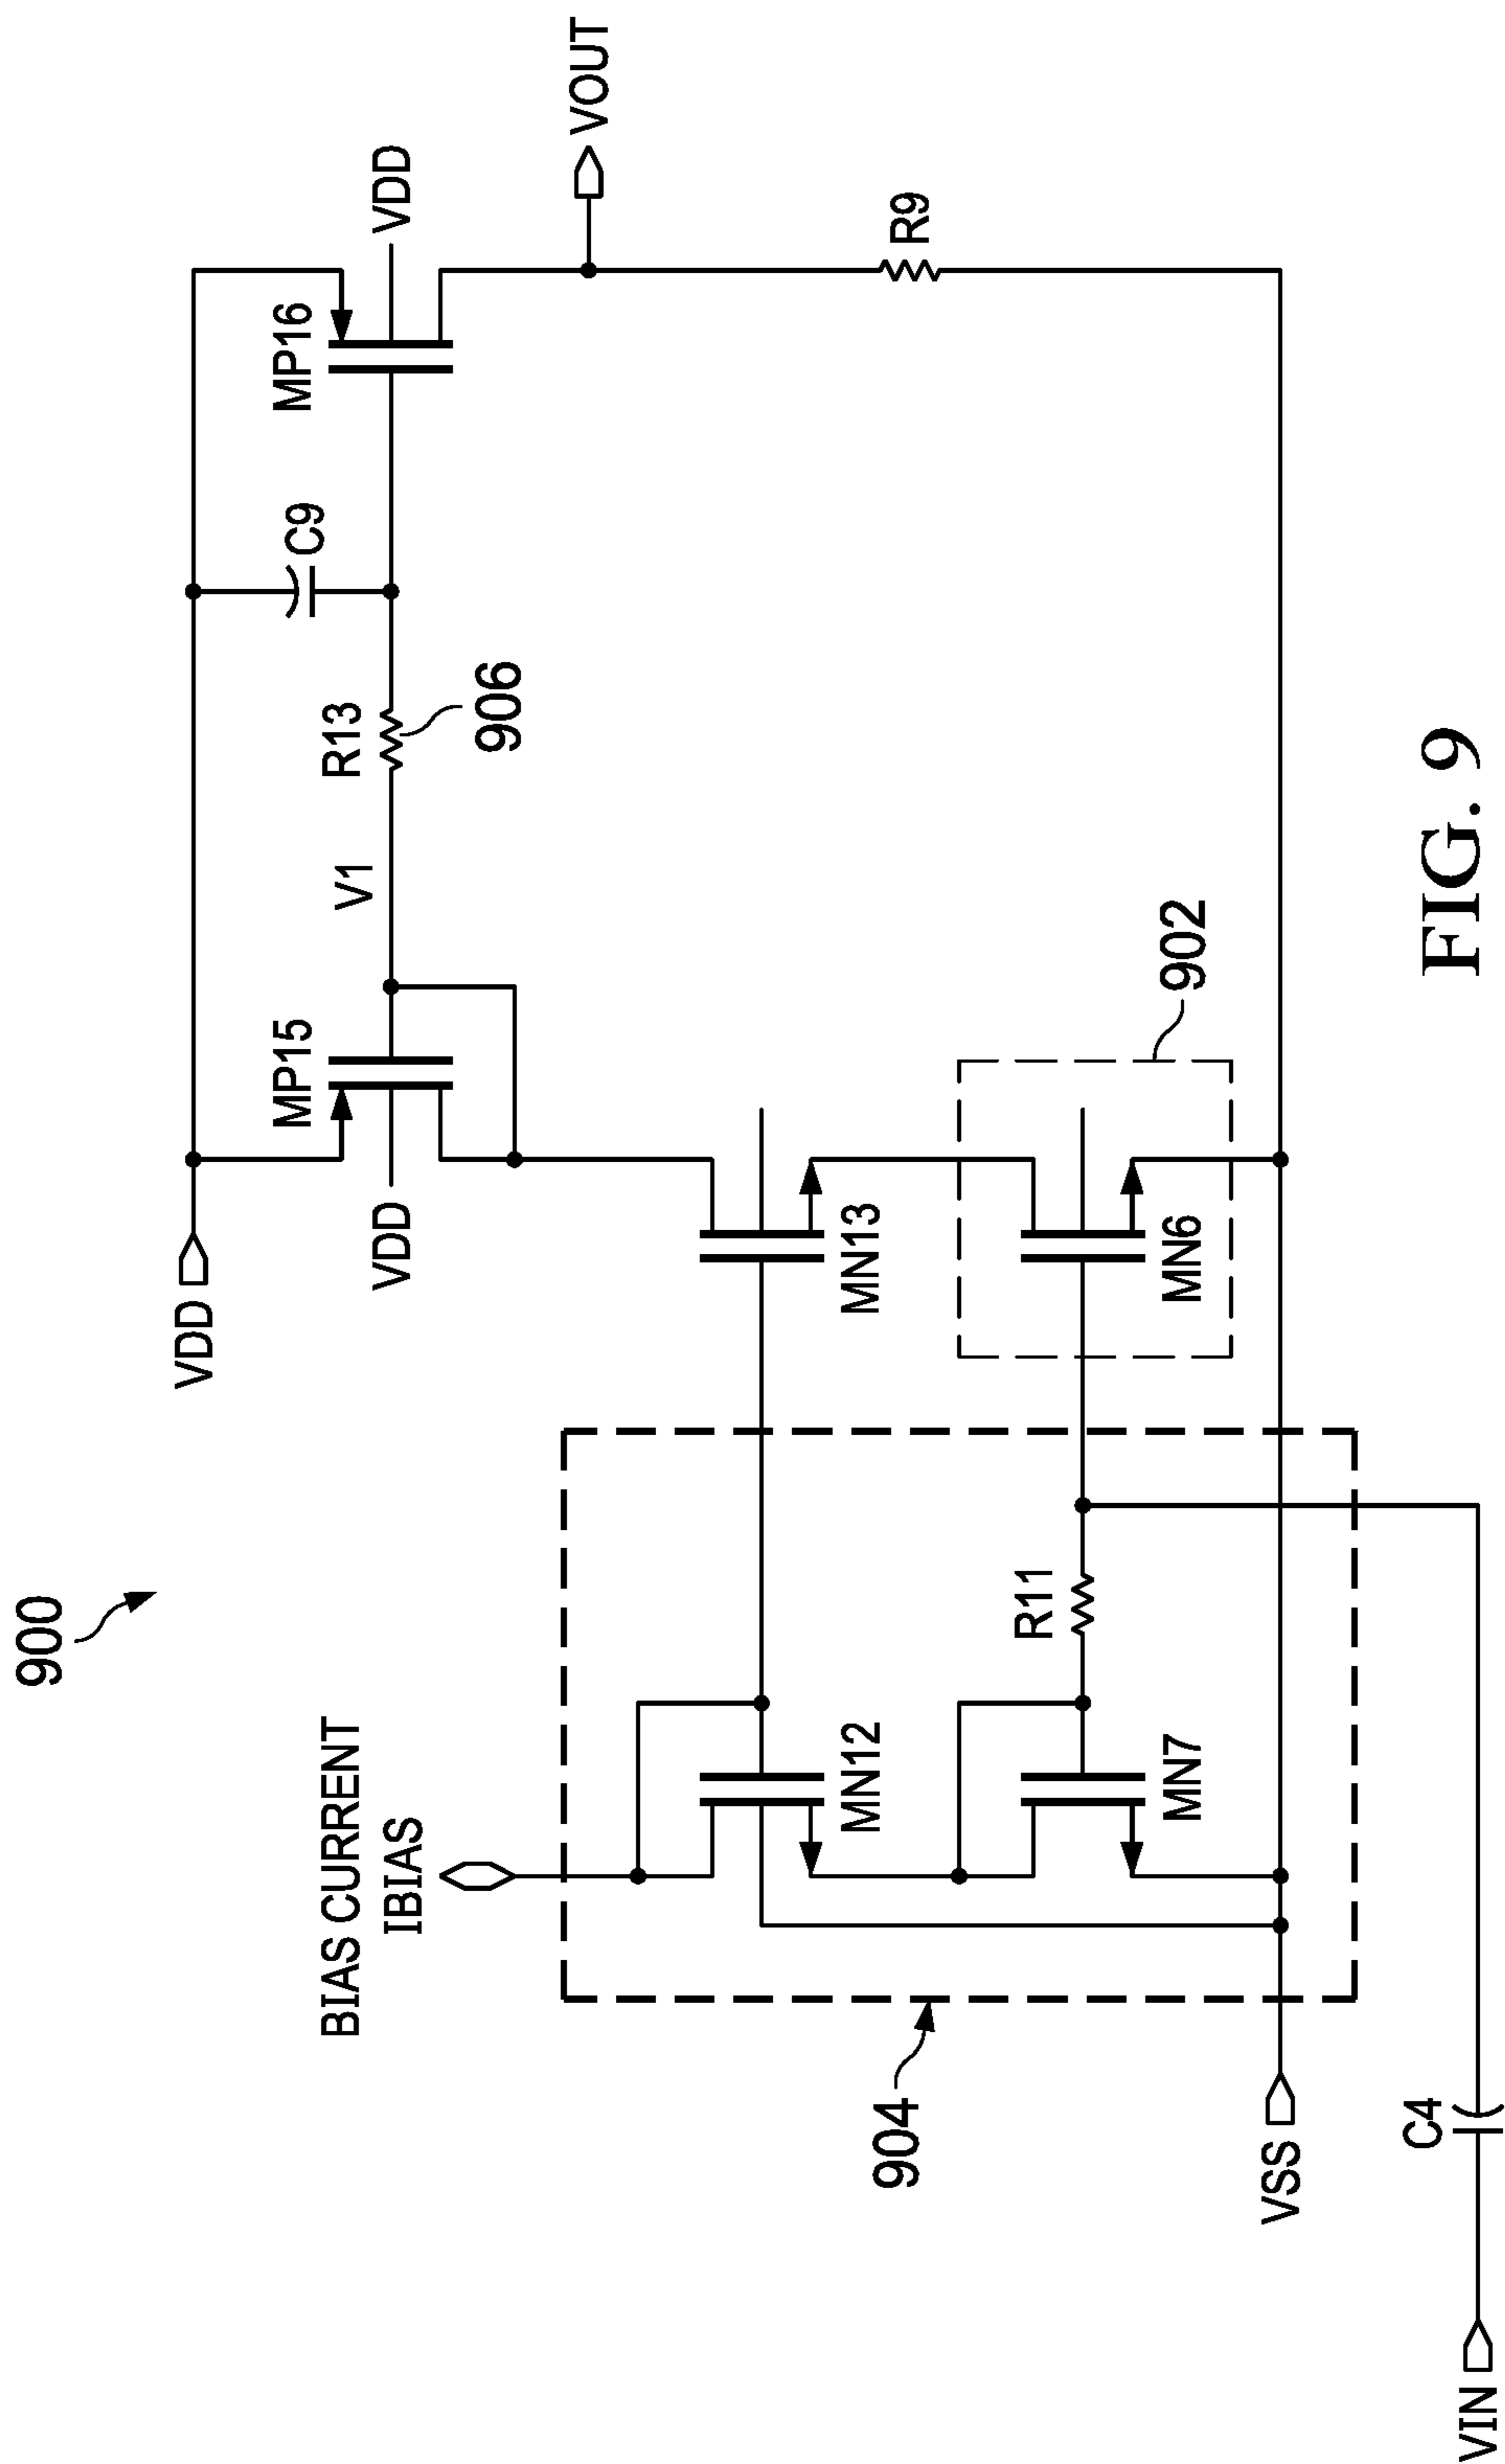 900
VDD
MP15
VDD
V1
R13
906
C9
MP16
VDD
VOUT
BIAS CURRENT
IBIAS
904
MN12
MN13
R11
MN7
MN6
902
R9
VSS
C4
VIN
FIG. 9